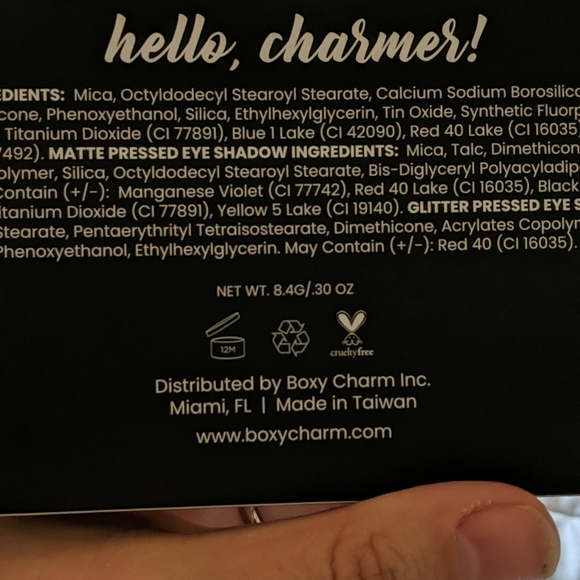 hello, charmer!
EDIENTS: Mica, Octyldodecyl Stearoyl Stearate, Calcium Sodium Borosilic
cone, Phenoxyethanol, Silica, Ethylhexylglycerin, Tin Oxide, Synthetic Fluorp
Titanium Dioxide (CI 77891), Blue 1 Lake (CI 42090), Red 40 Lake (CI 16035
7492). MATTE PRESSED EYE SHADOW INGREDIENTS: Mica, Talc, Dimethicon
olymer, Silica, Octyldodecyl Stearoyl Stearate, Bis-Diglyceryl Polyacyladip
Contain (+/-): Manganese Violet (CI 77742), Red 40 Lake (CI 16035), Black
itanium Dioxide (CI 77891), Yellow 5 Lake (CI 19140). GLITTER PRESSED EYE S
Stearate, Pentaerythrityl Tetraisostearate, Dimethicone, Acrylates Copolym
Phenoxyethanol, Ethylhexylglycerin. May Contain (+/-): Red 40 (CI 16035).
NET WT. 8.4G/.30 OZ
12M
crueltyfree
Distributed by Boxy Charm Inc.
Miami, FL | Made in Taiwan
www.boxycharm.com